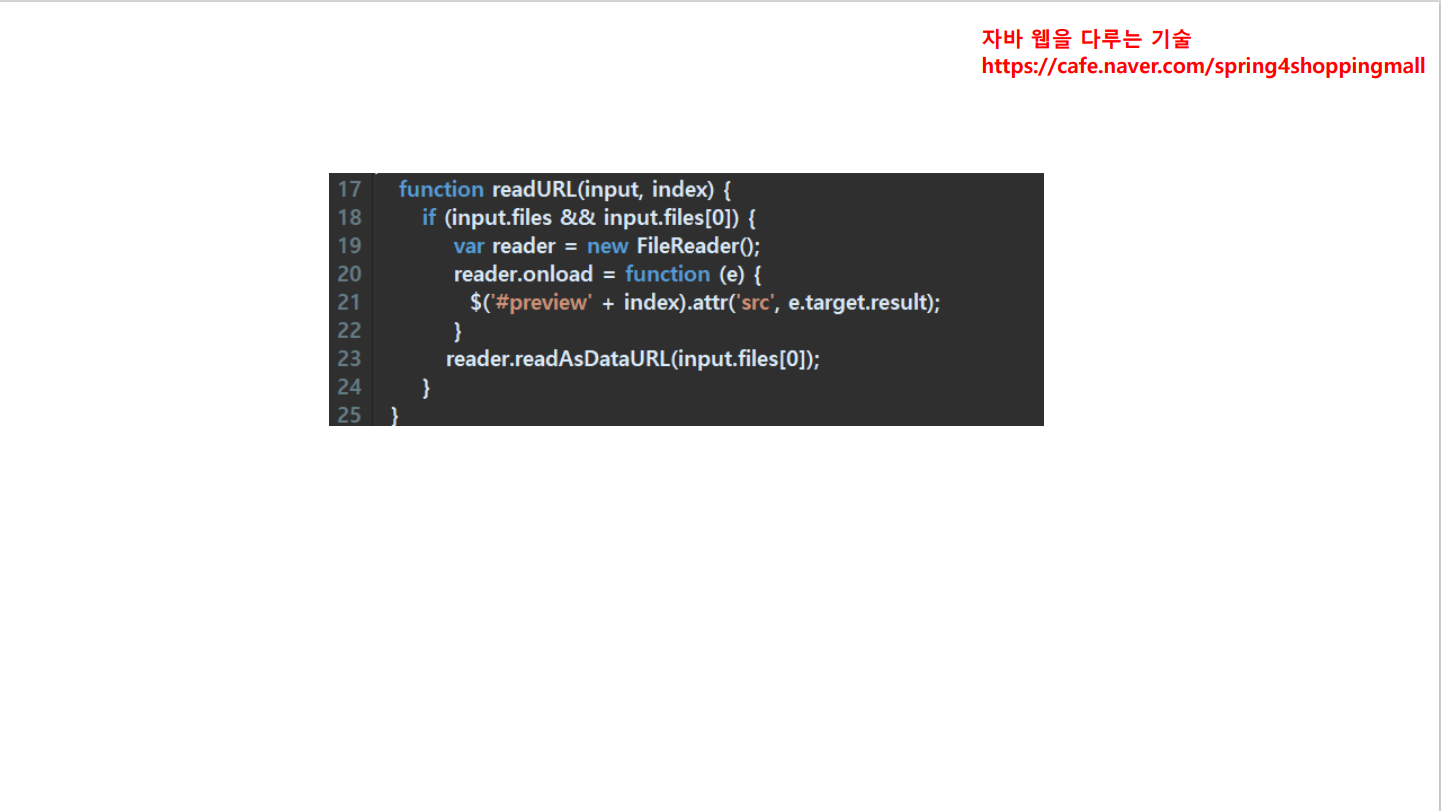 자바 웹을 다루는 기술
https://cafe.naver.com/spring4shoppingmall
17 function readURL(input, index) {
18 if (input.files && input.files[0]) {
19 var reader = new FileReader();
20 reader.onload = function (e) {
21 $('#preview' + index).attr('src', e.target.result);
22 }
23 reader.readAsDataURL(input.files[0]);
24 }
25 }